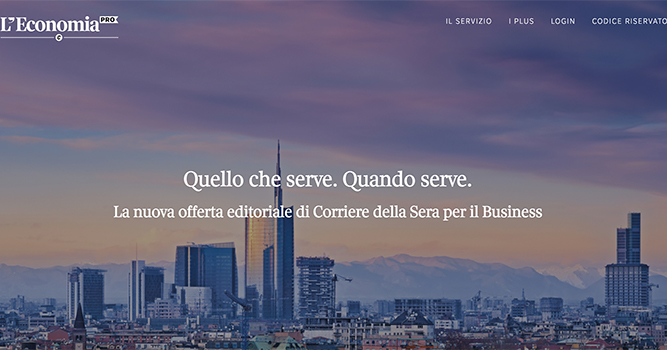 L'Economia PRO
€
IL SERVIZIO I PLUS LOGIN CODICE RISERVATO
Quello che serve. Quando serve.
La nuova offerta editoriale di Corriere della Sera per il Business